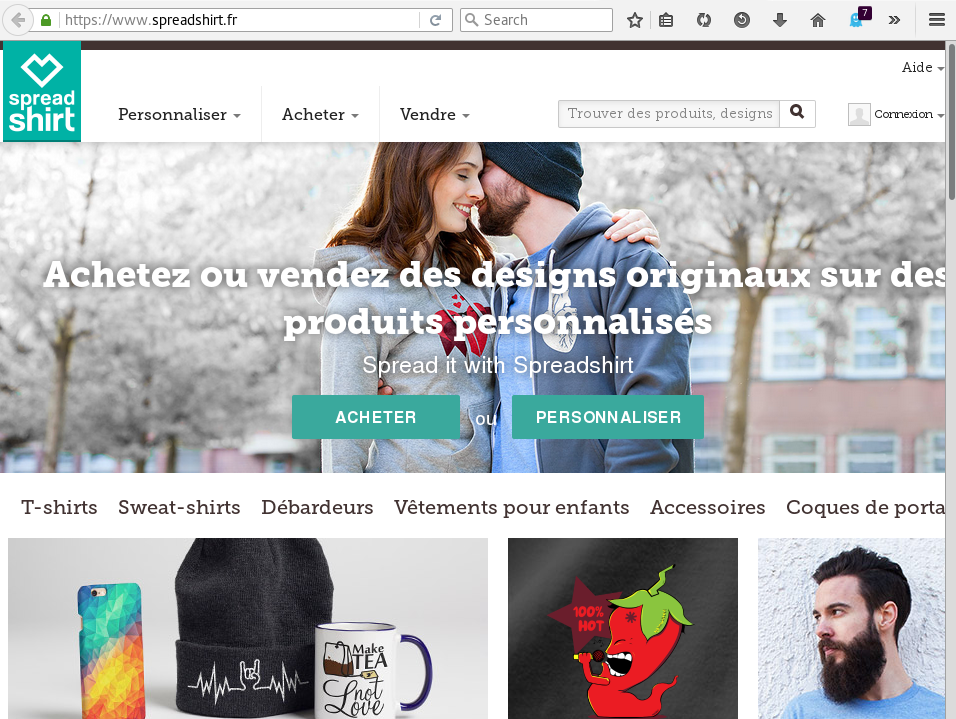 https://www.spreadshirt.fr
Search
7
spread
shirt
Aide
Personnaliser
Acheter
Vendre
Trouver des produits, designs
Connexion
Achetez ou vendez des designs originaux sur des
produits personnalisés
Spread it with Spreadshirt
ACHETER
ou
PERSONNALISER
T-shirts
Sweat-shirts
Débardeurs
Vêtements pour enfants
Accessoires
Coques de porta
Make
TEA
not
Love
100%
HOT